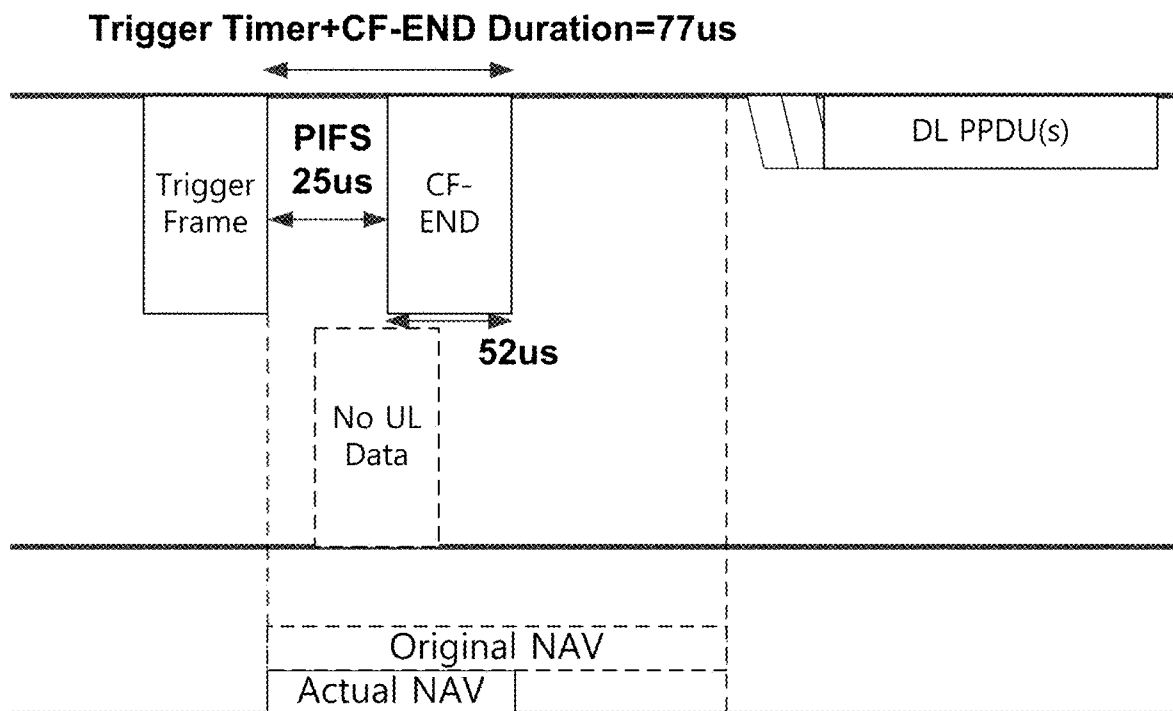 Trigger Timer+CF-END Duration=77us
PIFS
25us
Trigger
Frame
CF-
END
DL PPDU(s)
52us
No UL
Data
Original NAV
Actual NAV